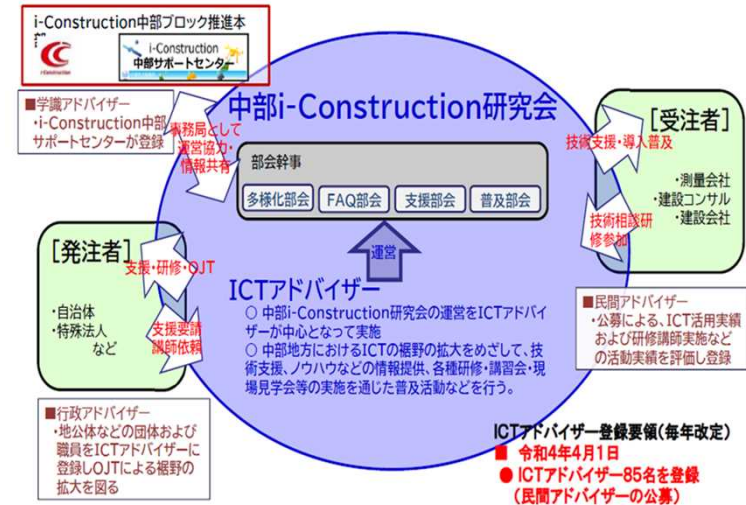 i-Construction中部ブロック推進本
部
i-Construction
i-Construction
中部サポートセンター
■学識アドバイザー
・i-Construction中部
サポートセンターが登録
事務局として
運営協力・
情報共有
中部i-Construction研究会
部会幹事
多様化部会
FAQ部会
支援部会
普及部会
運営
[受注者]
・測量会社
・建設コンサル
・建設会社
技術支援・導入普及
技術相談研
修参加
[発注者]
・自治体
・特殊法人
など
支援・研修・OJT
支援要請
講師依頼
ICTアドバイザー
○ 中部i-Construction研究会の運営をICTアドバイ
ザーが中心となって実施
○ 中部地方におけるICTの裾野の拡大をめざして、技
術支援、ノウハウなどの情報提供、各種研修・講習会・現
場見学会等の実施を通じた普及活動などを行う。
■民間アドバイザー
・公募による、ICT活用実績
および研修講師実施など
の活動実績を評価し登録
■行政アドバイザー
・地公体などの団体および
職員をICTアドバイザーに
登録しOJTによる裾野の
拡大を図る
ICTアドバイザー登録要領(毎年改定)
■ 令和4年4月1日
● ICTアドバイザー85名を登録
(民間アドバイザーの公募)